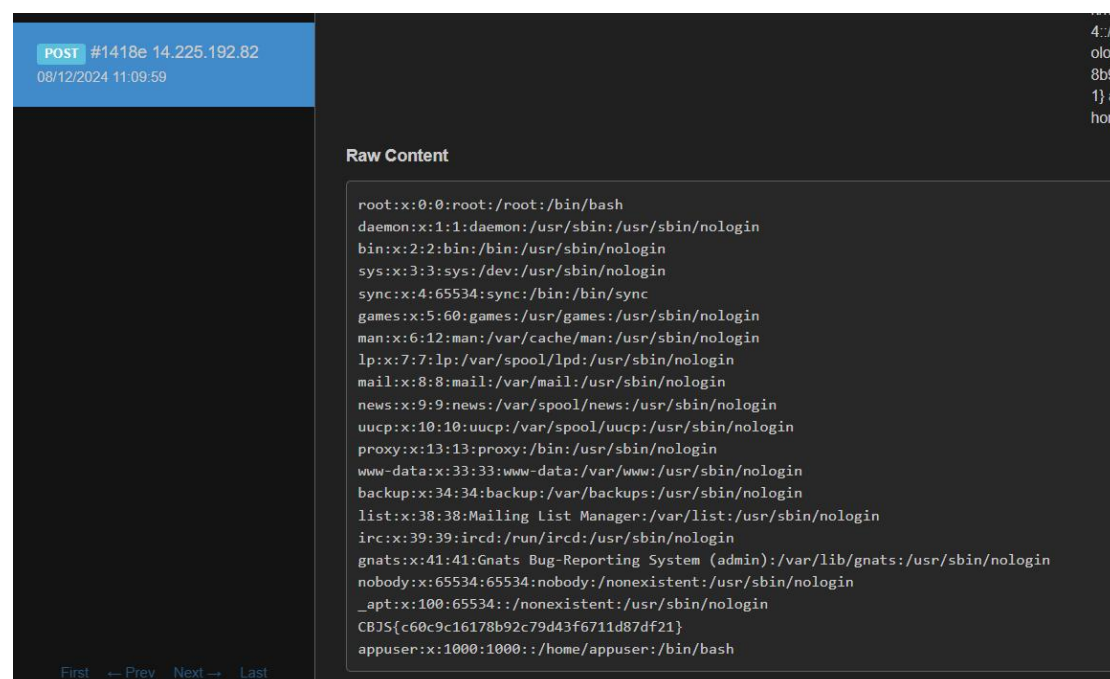 POST #1418e 14.225.192.82
08/12/2024 11:09:59
4::/
olo
8b9
1}
hor
Raw Content
root:x:0:0:root:/root:/bin/bash
daemon:x:1:1:daemon:/usr/sbin:/usr/sbin/nologin
bin:x:2:2:bin:/bin:/usr/sbin/nologin
sys:x:3:3:sys:/dev:/usr/sbin/nologin
sync:x:4:65534:sync:/bin:/bin/sync
games:x:5:60:games:/usr/games:/usr/sbin/nologin
man:x:6:12:man:/var/cache/man:/usr/sbin/nologin
lp:x:7:7:lp:/var/spool/lpd:/usr/sbin/nologin
mail:x:8:8:mail:/var/mail:/usr/sbin/nologin
news:x:9:9:news:/var/spool/news:/usr/sbin/nologin
uucp:x:10:10:uucp:/var/spool/uucp:/usr/sbin/nologin
proxy:x:13:13:proxy:/bin:/usr/sbin/nologin
www-data:x:33:33:www-data:/var/www:/usr/sbin/nologin
backup:x:34:34:backup:/var/backups:/usr/sbin/nologin
list:x:38:38:Mailing List Manager:/var/list:/usr/sbin/nologin
irc:x:39:39:ircd:/run/ircd:/usr/sbin/nologin
gnats:x:41:41:Gnats Bug-Reporting System (admin):/var/lib/gnats:/usr/sbin/nologin
nobody:x:65534:65534:nobody:/nonexistent:/usr/sbin/nologin
_apt:x:100:65534::/nonexistent:/usr/sbin/nologin
CBJS{c60c9c16178b92c79d43f6711d87df21}
appuser:x:1000:1000::/home/appuser:/bin/bash
First ← Prev Next → Last